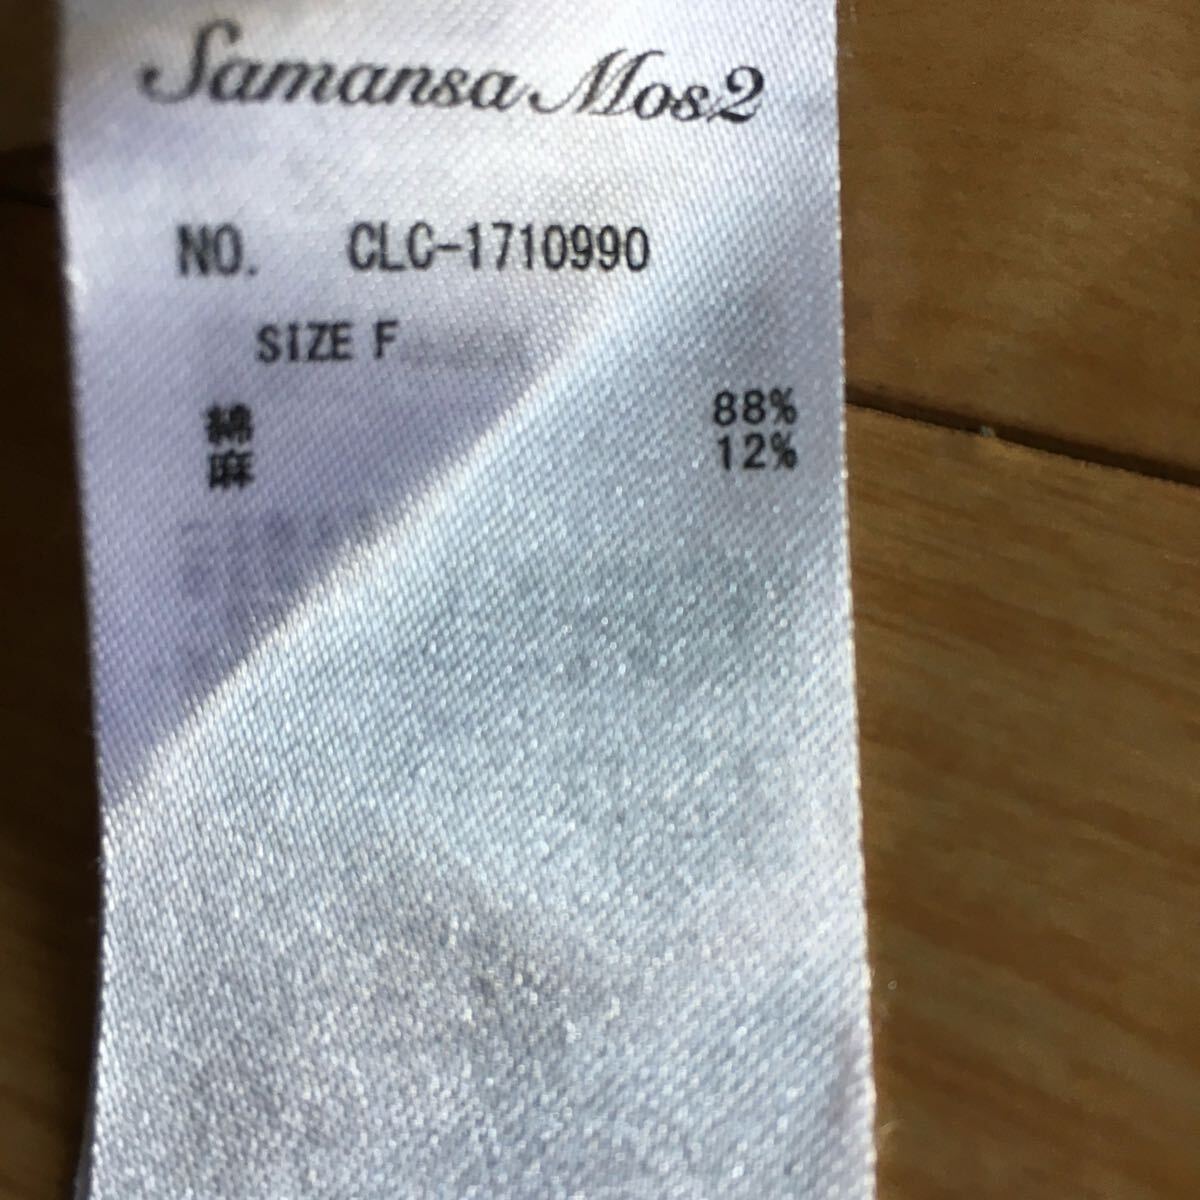 Samansa Mos2
NO. CLC-1710990
SIZE F
綿 88%
麻 12%